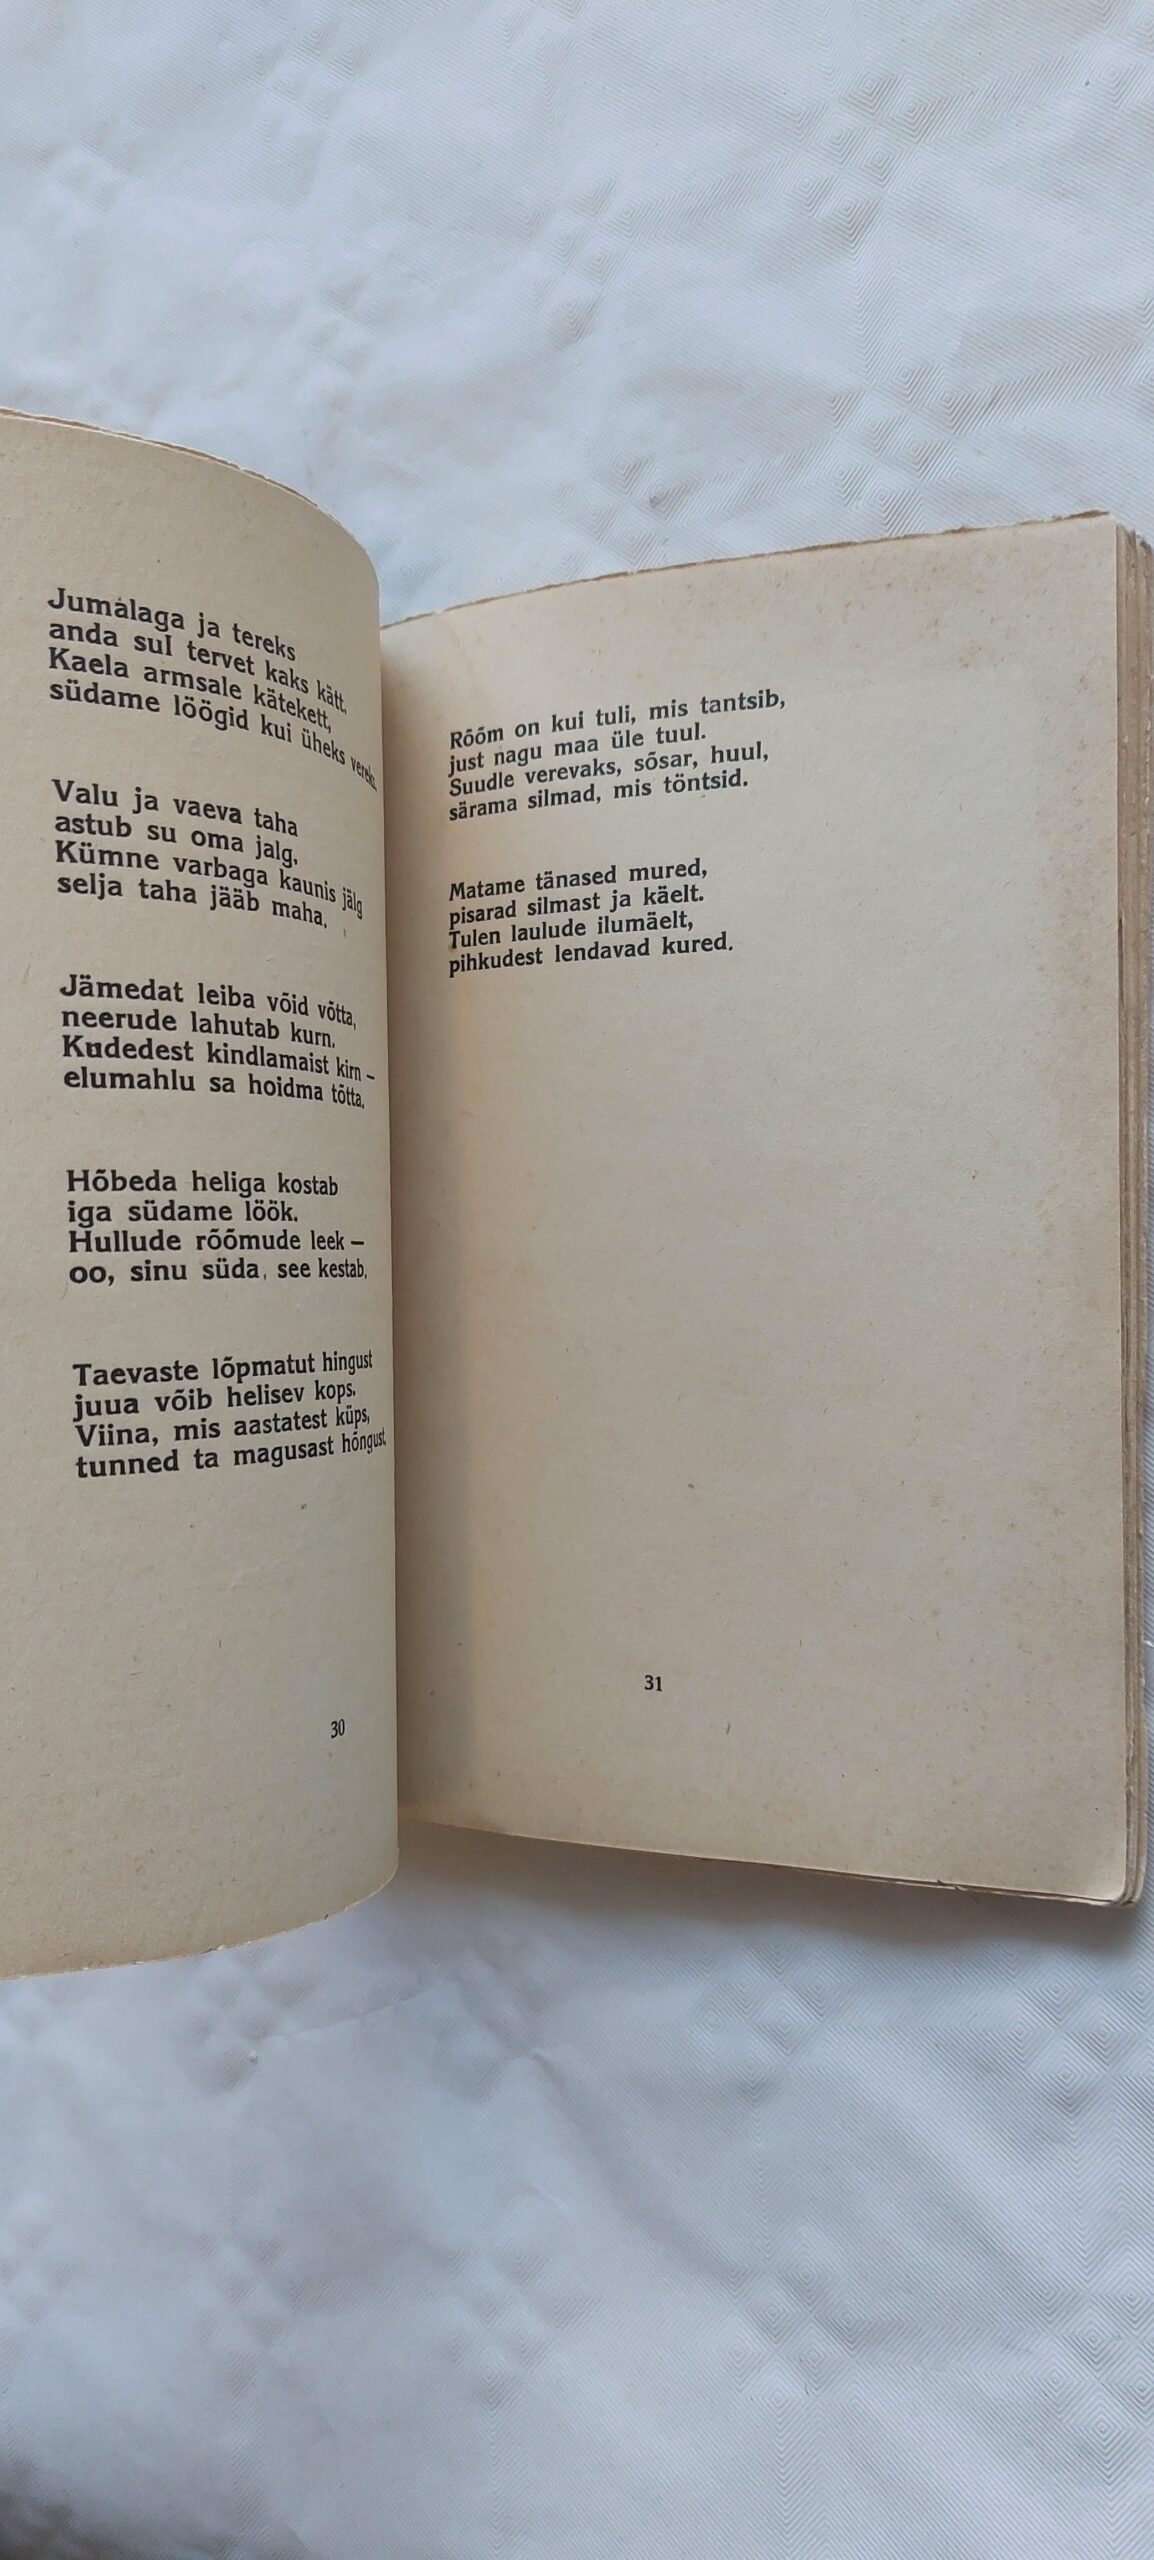 Jumalaga ja tereks
anda sul tervet kaks kätt.
Kaela armsale kätekett,
südame löögid kui üheks vereks.
Valu ja vaeva taha
astub su oma jalg.
Kümne varbaga kaunis jälg
selja taha jääb maha.
Jämedat leiba võid võtta,
neerude lahutab kurn.
Kudedest kindlamaist kirn –
elumahlu sa hoidma tõtta.
Hõbeda heliga kostab
iga südame löök.
Hullude rõõmude leek –
oo, sinu süda, see kestab.
Taevaste lõpmatut hingust
juua võib helisev kops.
Viina, mis aastatest küps,
tunned ta magusast hõngust.
30
Rõõm on kui tuli, mis tantsib,
just nagu maa üle tuul.
Suudle verevaks, sõsar, huul,
särama silmad, mis töntsid.
Matame tänased mured,
pisarad silmast ja käelt.
Tulen laulude ilumäelt,
pihkudest lendavad kured.
31